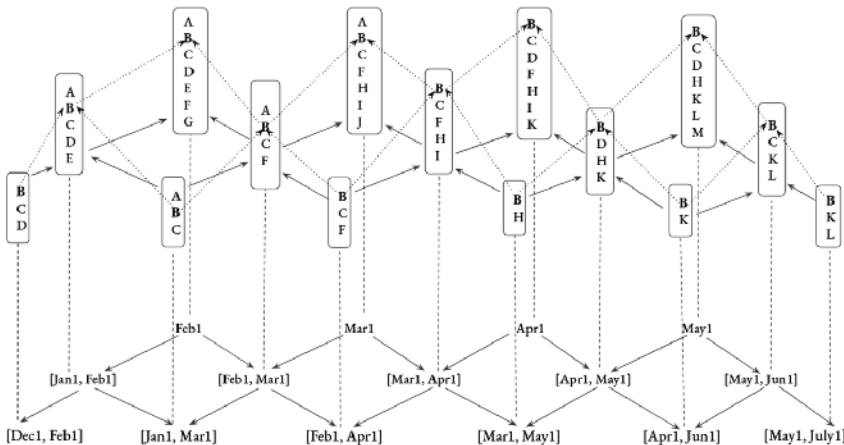 A
B
C
D
E
F
G
A
B
C
F
H
I
J
B
C
D
F
H
I
K
B
C
D
H
K
L
M
A
B
C
D
E
A
B
C
F
B
C
F
H
I
B
D
H
K
B
C
K
L
B
C
D
A
B
C
B
C
F
B
H
B
K
B
K
L
Feb1 Mar1 Apr1 May1
[Jan1, Feb1] [Feb1, Mar1] [Mar1, Apr1] [Apr1, May1] [May1, Jun1]
[Dec1, Feb1] [Jan1, Mar1] [Feb1, Apr1] [Mar1, May1] [Apr1, Jun1] [May1, July1]